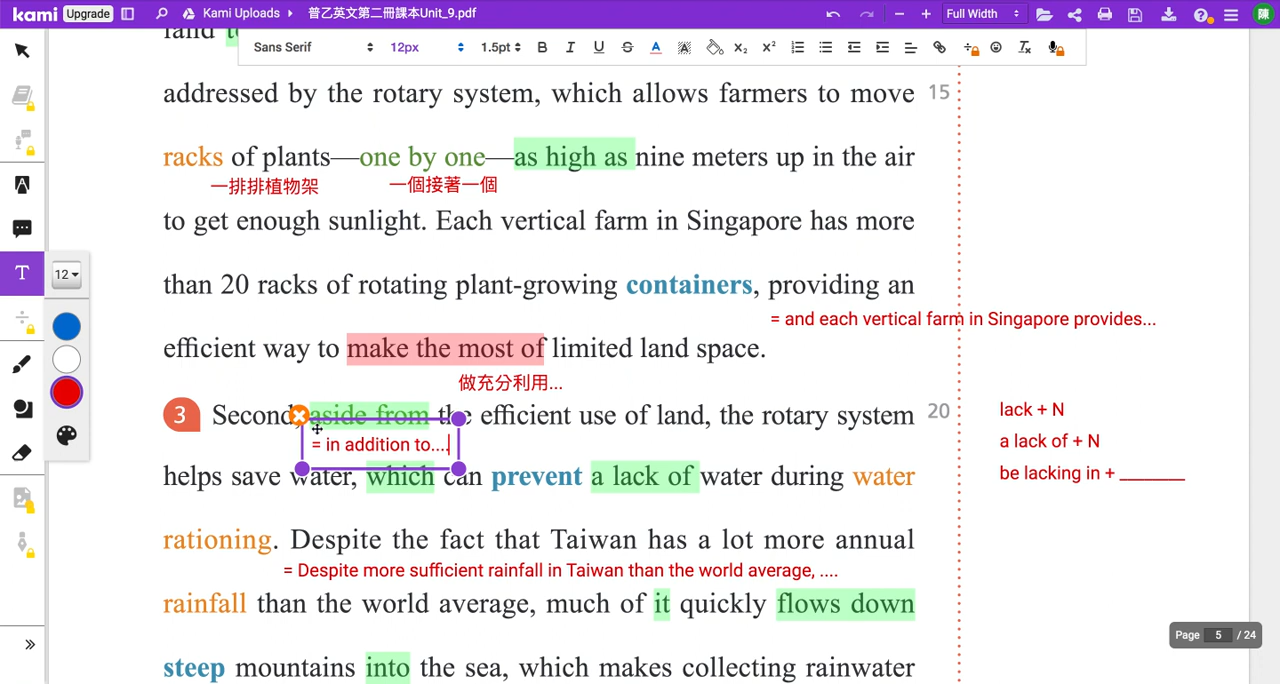 kami Upgrade Kami Uploads 普乙英文第二冊課本Unit_9.pdf Full Width 陳
Sans Serif 12px 1.5pt B I U S A
land
addressed by the rotary system, which allows farmers to move 15
racks of plants—one by one—as high as nine meters up in the air
一排排植物架 一個接著一個
to get enough sunlight. Each vertical farm in Singapore has more
than 20 racks of rotating plant-growing containers, providing an
= and each vertical farm in Singapore provides...
efficient way to make the most of limited land space.
做充分利用...
3 Second, aside from the efficient use of land, the rotary system 20
= in addition to...
helps save water, which can prevent a lack of water during water
rationing. Despite the fact that Taiwan has a lot more annual
= Despite more sufficient rainfall in Taiwan than the world average, ....
rainfall than the world average, much of it quickly flows down
steep mountains into the sea, which makes collecting rainwater
lack + N
a lack of + N
be lacking in + ________
T
12
Page 5 / 24